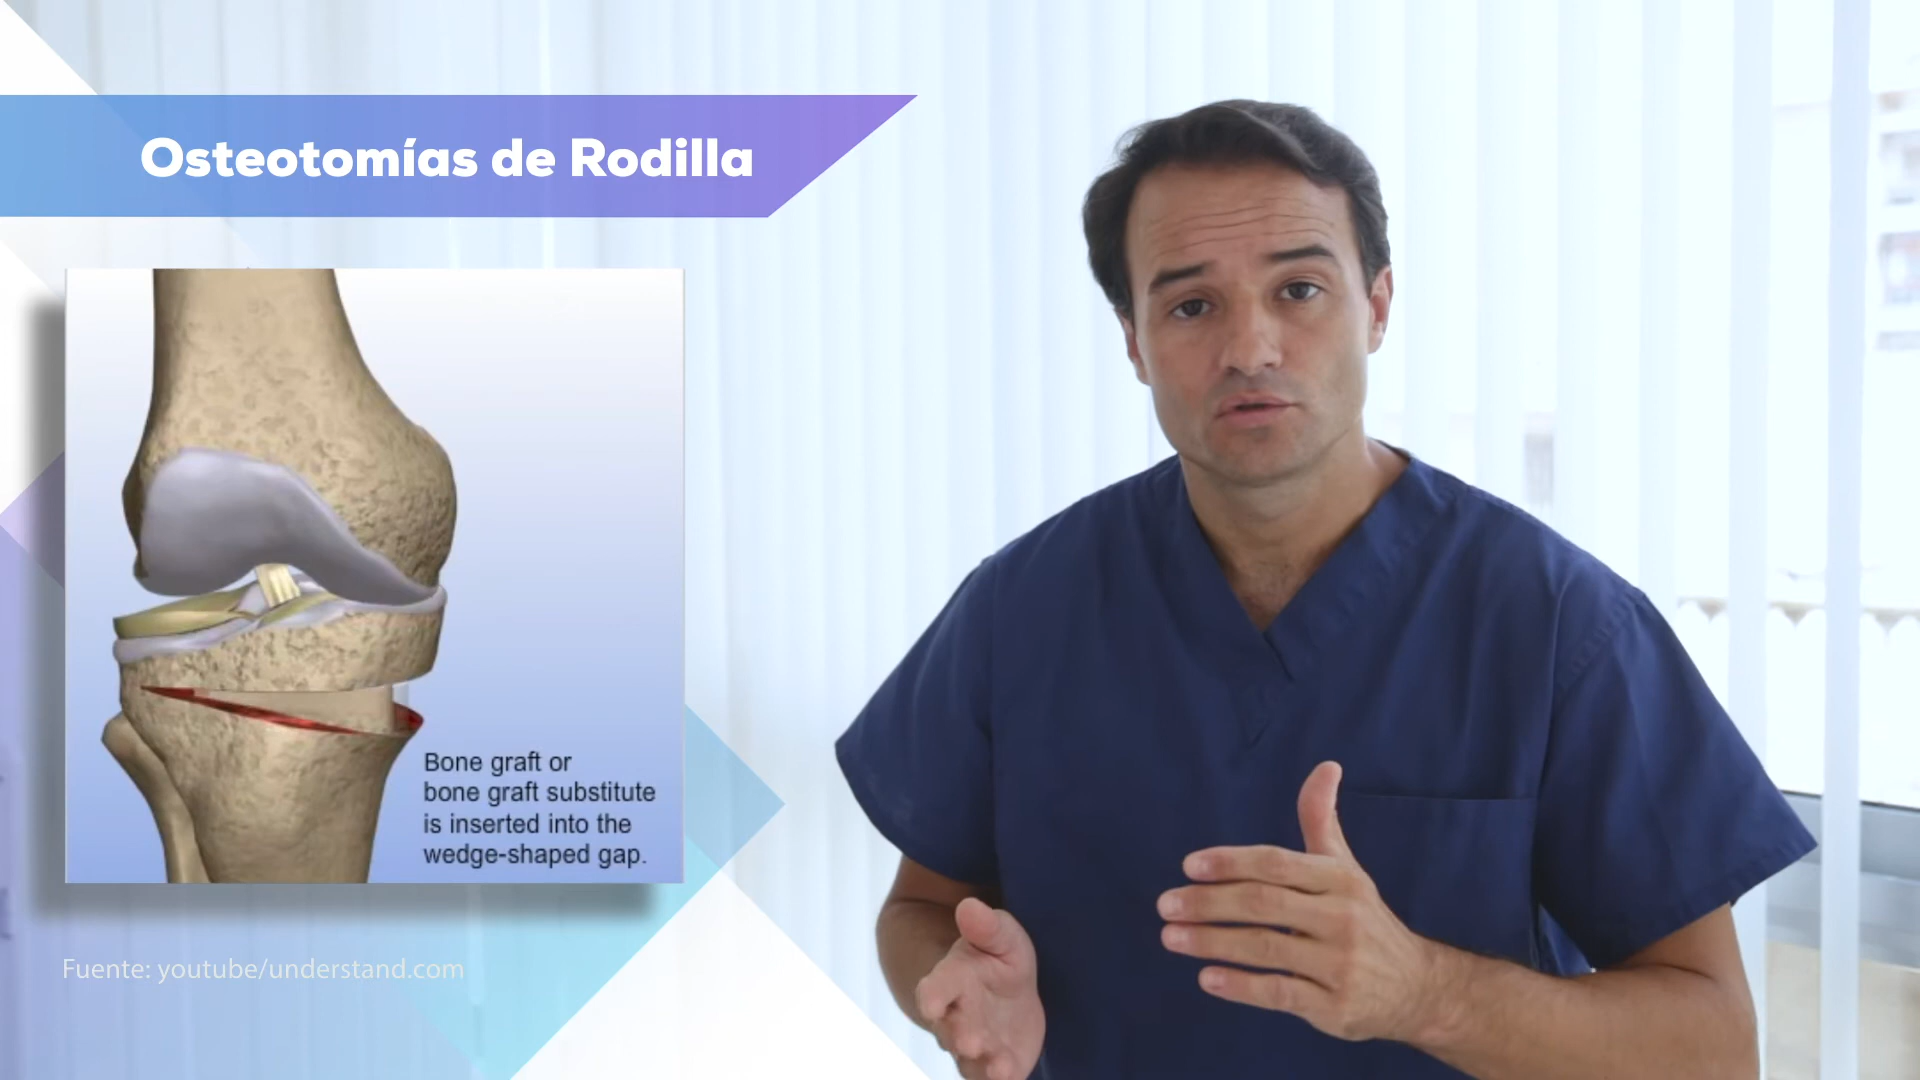 Osteotomías de Rodilla
Bone graft or
bone graft substitute
is inserted into the
wedge-shaped gap.
Fuente: youtube/understand.com